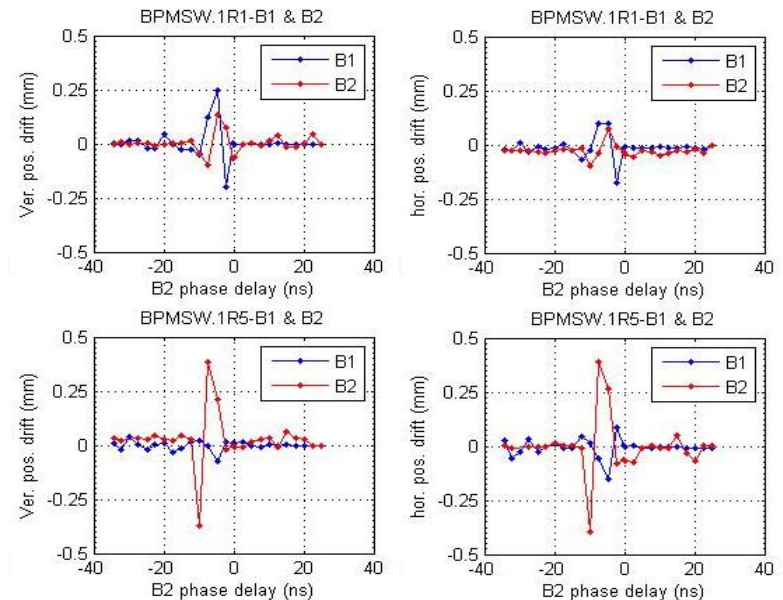 BPMSW.1R1-B1 & B2
Ver. pos. drift (mm)
0.5
0.25
0
-0.25
-0.5
B1
B2
-40 -20 0 20 40
B2 phase delay (ns)
BPMSW.1R1-B1 & B2
hor. pos. drift (mm)
0.5
0.25
0
-0.25
-0.5
B1
B2
-40 -20 0 20 40
B2 phase delay (ns)
BPMSW.1R5-B1 & B2
Ver. pos. drift (mm)
0.5
0.25
0
-0.25
-0.5
B1
B2
-40 -20 0 20 40
B2 phase delay (ns)
BPMSW.1R5-B1 & B2
hor. pos. drift (mm)
0.5
0.25
0
-0.25
-0.5
B1
B2
-40 -20 0 20 40
B2 phase delay (ns)